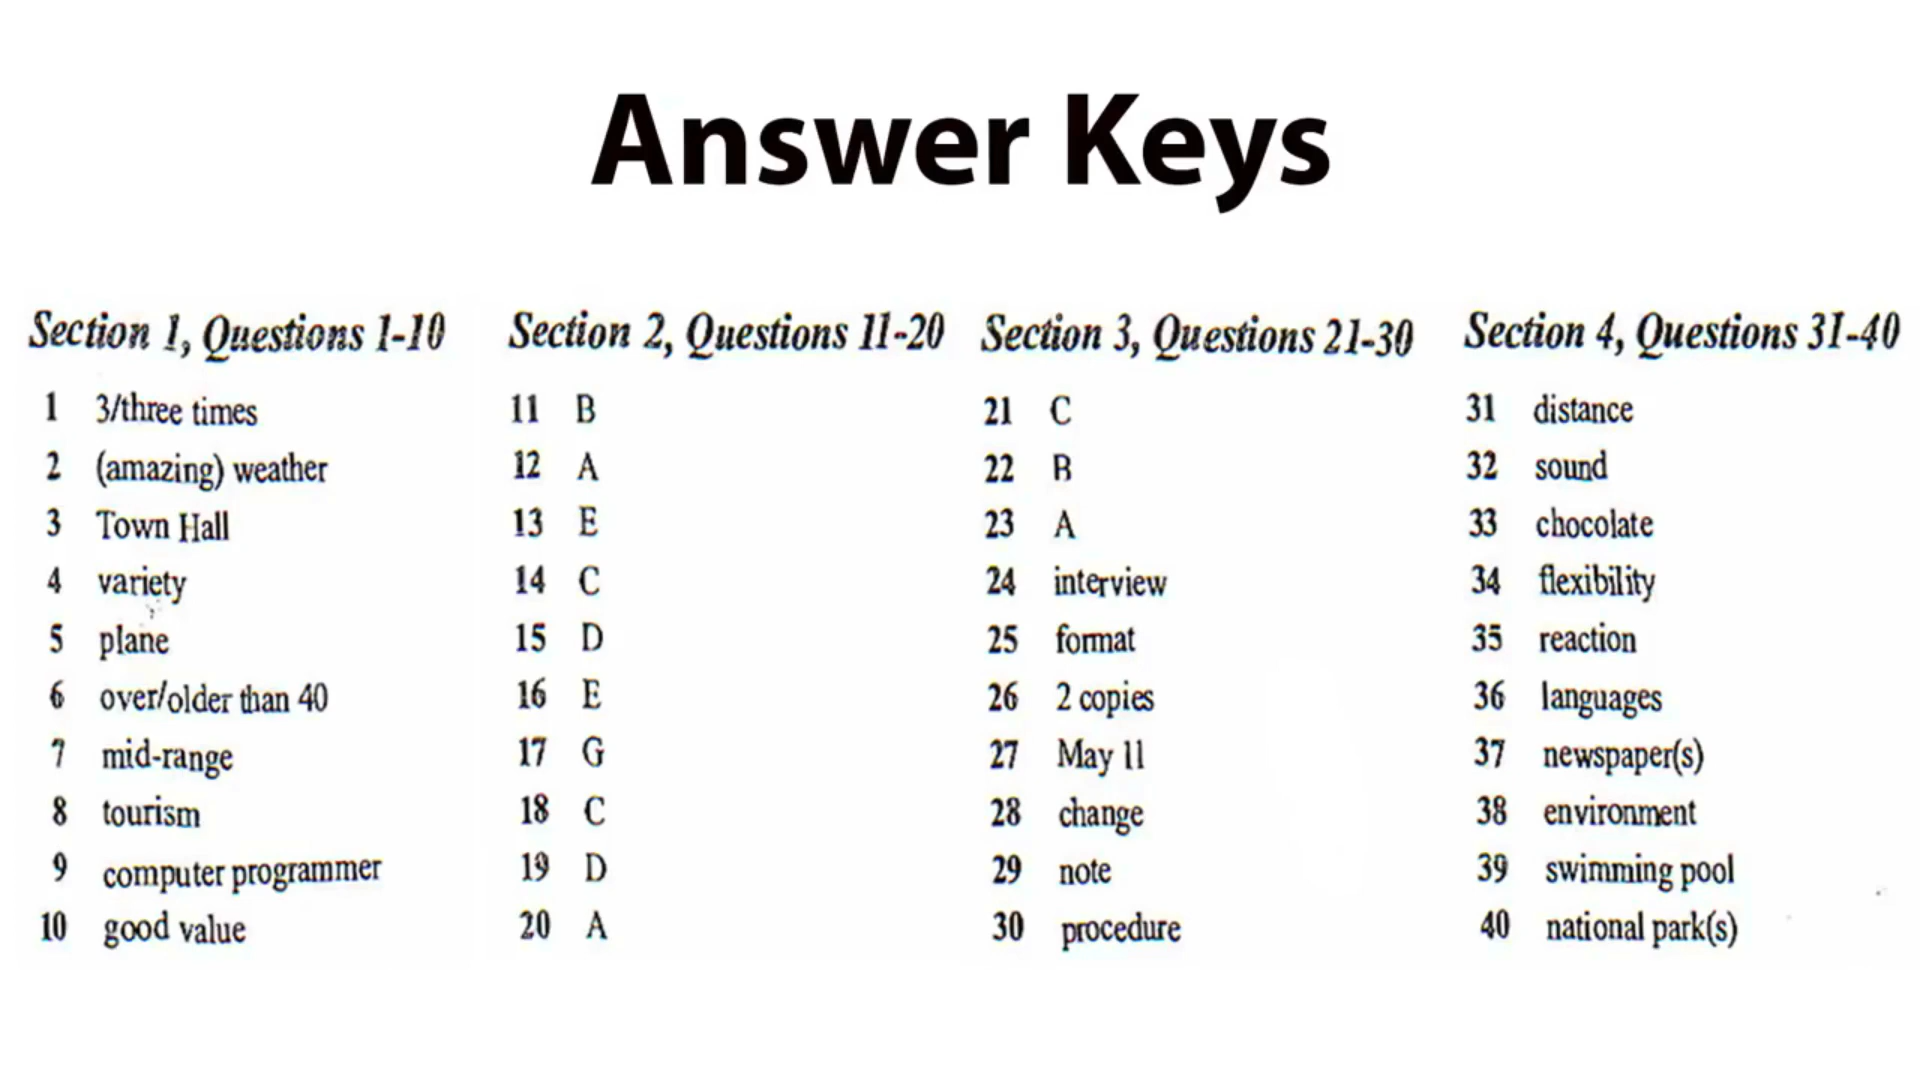 Answer Keys
Section 1, Questions 1-10
1 3/three times
2 (amazing) weather
3 Town Hall
4 variety
5 plane
6 over/older than 40
7 mid-range
8 tourism
9 computer programmer
10 good value
Section 2, Questions 11-20
11 B
12 A
13 E
14 C
15 D
16 E
17 G
18 C
19 D
20 A
Section 3, Questions 21-30
21 C
22 B
23 A
24 interview
25 format
26 2 copies
27 May 11
28 change
29 note
30 procedure
Section 4, Questions 31-40
31 distance
32 sound
33 chocolate
34 flexibility
35 reaction
36 languages
37 newspaper(s)
38 environment
39 swimming pool
40 national park(s)